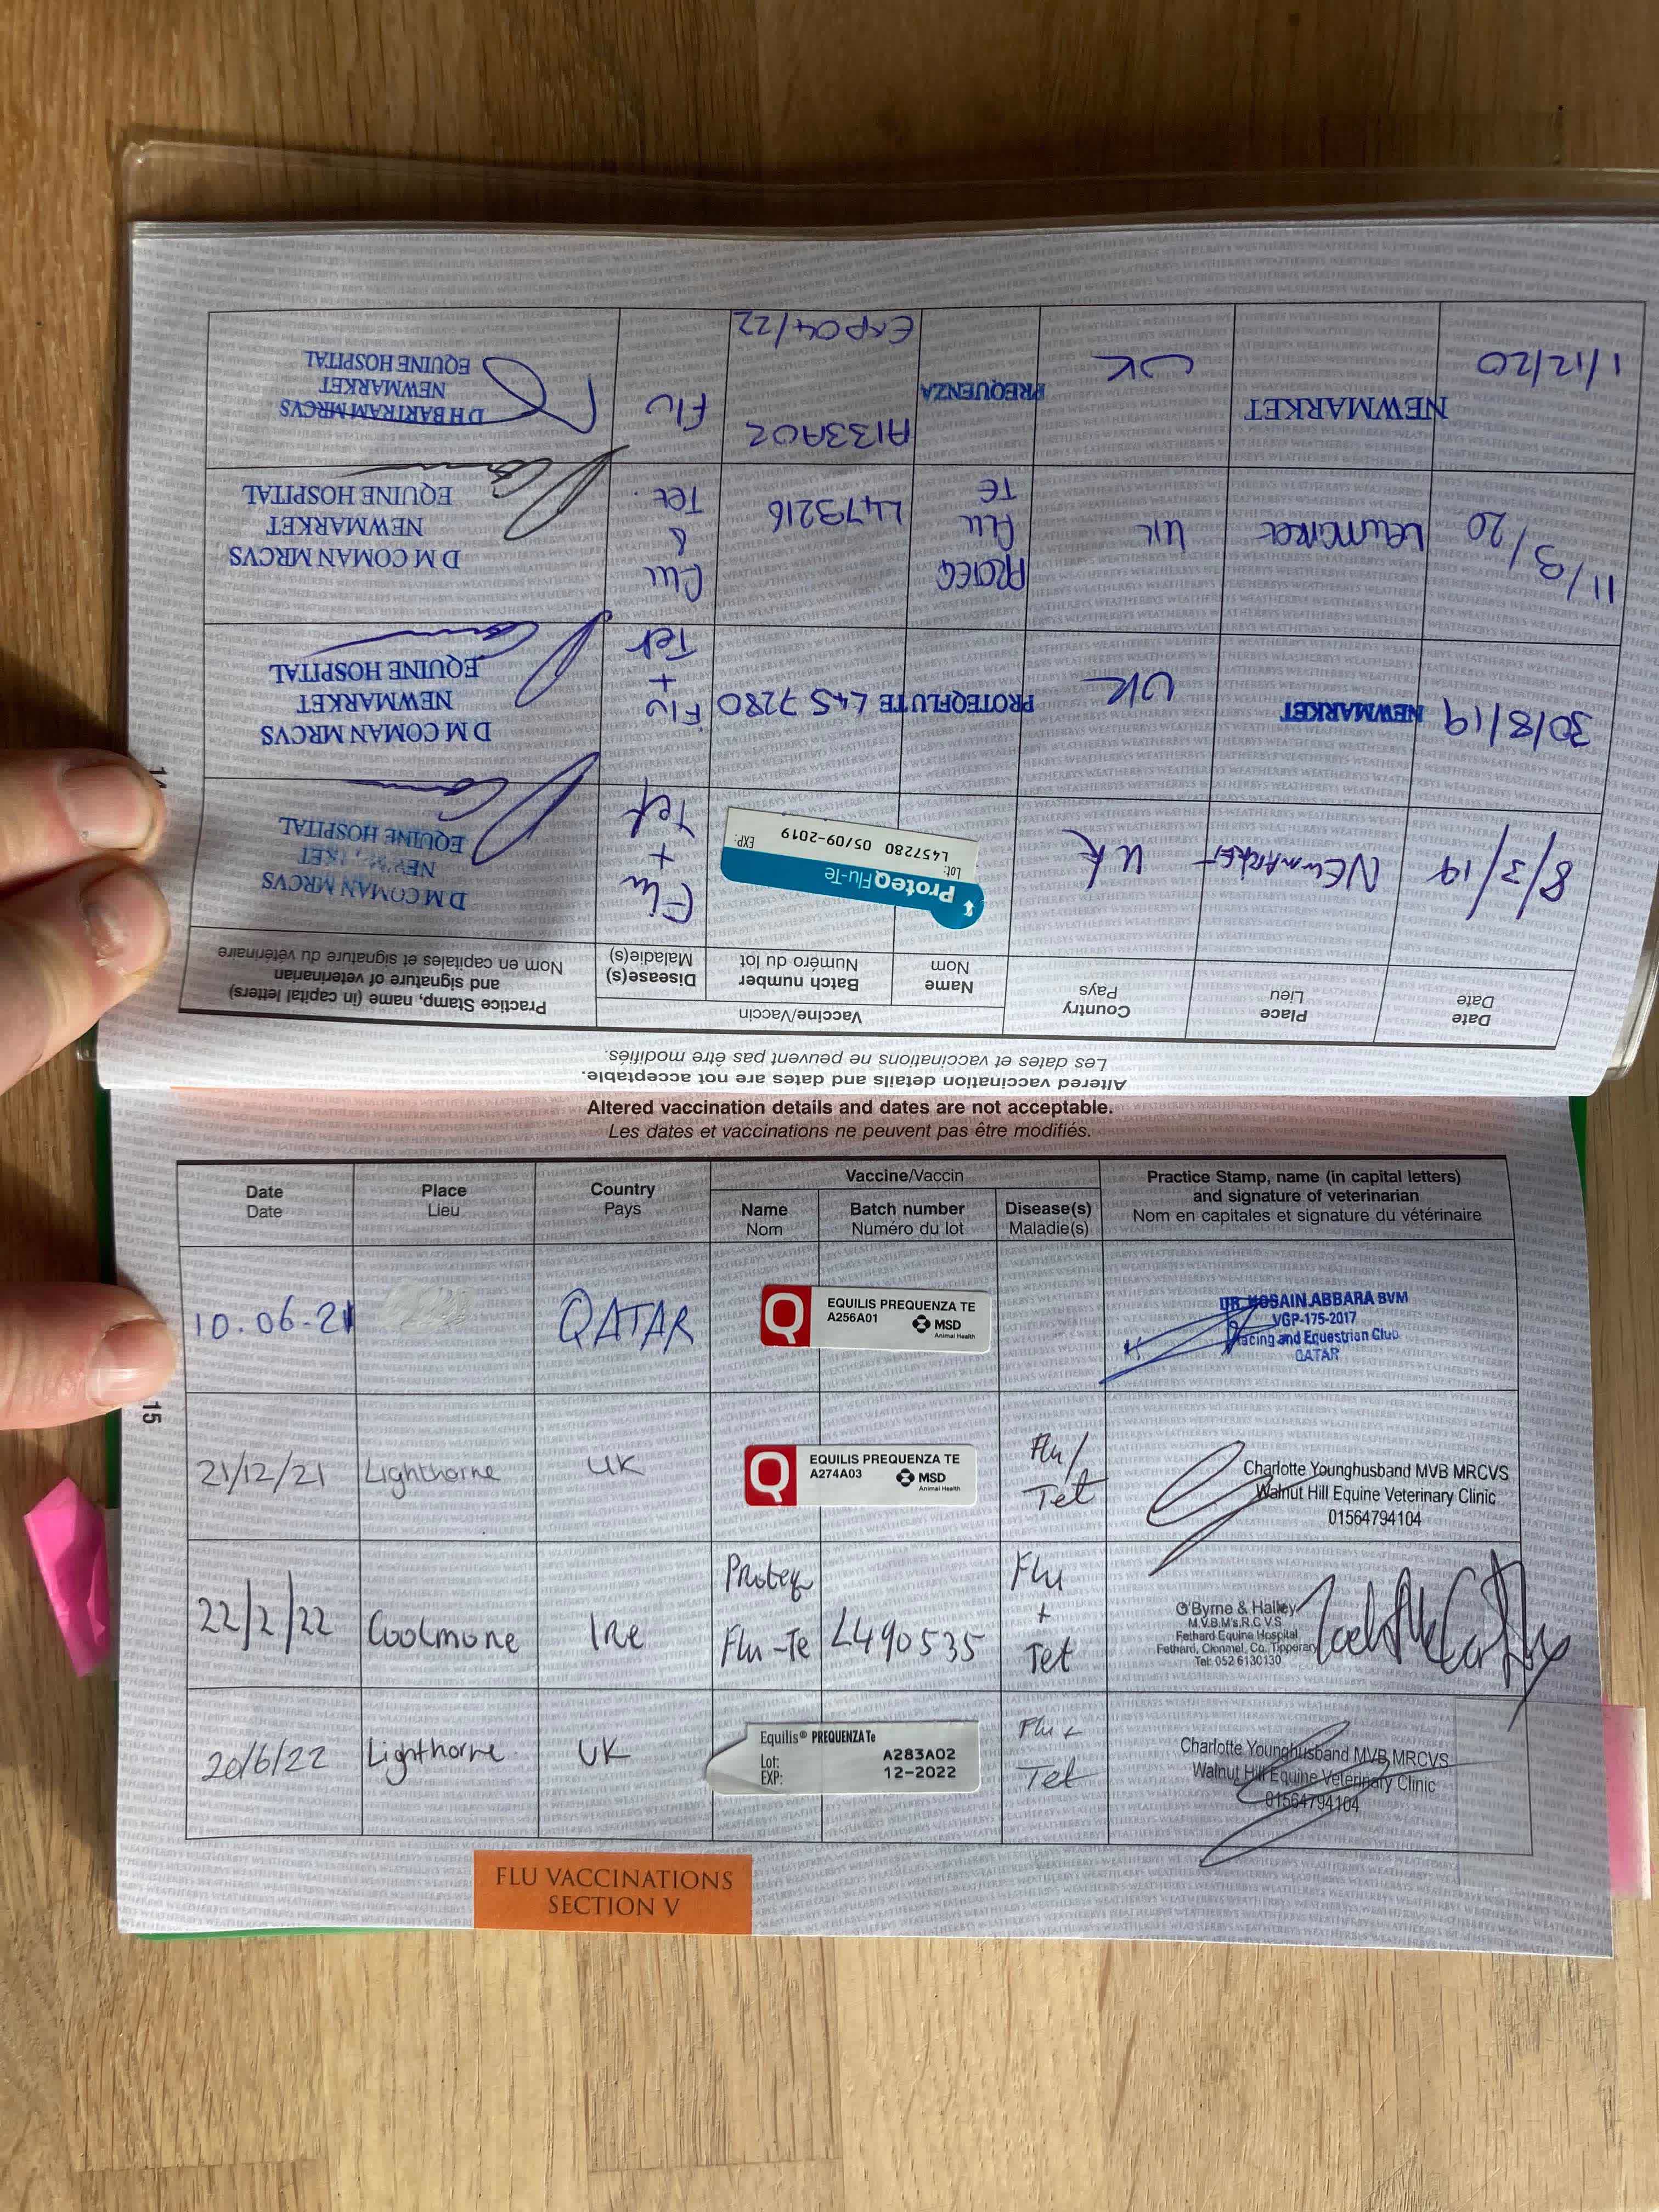 Altered vaccination details and dates are not acceptable.
Les dates et vaccinations ne peuvent pas être modifiés.
Date
Date
Place
Lieu
Country
Pays
Vaccine/Vaccin
Name
Nom
Batch number
Numéro du lot
Disease(s)
Maladie(s)
Practice Stamp, name (in capital letters)
and signature of veterinarian
Nom en capitales et signature du vétérinaire
8/3/19
NEWMARKET
UK
ProteqFlu-Te
Lot:
L457280 05/09-2019
EXP:
Flu
+
Tet
D M COMAN MRCVS
NEWMARKET
EQUINE HOSPITAL
30/8/19
NEWMARKET
UK
PROTEQFLUTE
L457280
Flu
+
Tet
D M COMAN MRCVS
NEWMARKET
EQUINE HOSPITAL
11/3/20
UK
PROTEQ
FLU
TE
L473216
Flu
&
Tet.
D M COMAN MRCVS
NEWMARKET
EQUINE HOSPITAL
1/12/20
NEWMARKET
UK
PREQUENZA
A133A02
Exp04/22
Flu
D H BARTRAM MRCVS
NEWMARKET
EQUINE HOSPITAL
Altered vaccination details and dates are not acceptable.
Les dates et vaccinations ne peuvent pas être modifiés.
Date
Date
Place
Lieu
Country
Pays
Vaccine/Vaccin
Name
Nom
Batch number
Numéro du lot
Disease(s)
Maladie(s)
Practice Stamp, name (in capital letters)
and signature of veterinarian
Nom en capitales et signature du vétérinaire
10.06.21
QATAR
Q
EQUILIS PREQUENZA TE
A256A01
MSD
Animal Health
DR. HOSAIN ABBARA BVM
VGP-175-2017
Racing and Equestrian Club
QATAR
21/12/21
Lighthorne
UK
Q
EQUILIS PREQUENZA TE
A274A03
MSD
Animal Health
Flu/
Tet
Charlotte Younghusband MVB MRCVS
Walnut Hill Equine Veterinary Clinic
01564794104
22/2/22
Coolmore
Ire
Proteq
Flu-Te
L490535
Flu
+
Tet
O'Byrne & Halley
M.V.B.M's.R.C.V.S.
Fethard Equine Hospital
Fethard, Clonmel, Co. Tipperary
Tel: 052 6130130
20/6/22
Lighthorne
UK
Equilis® PREQUENZA Te
Lot: A283A02
EXP: 12-2022
Flu +
Tet
Charlotte Younghusband MVB MRCVS
Walnut Hill Equine Veterinary Clinic
01564794104
15
FLU VACCINATIONS
SECTION V